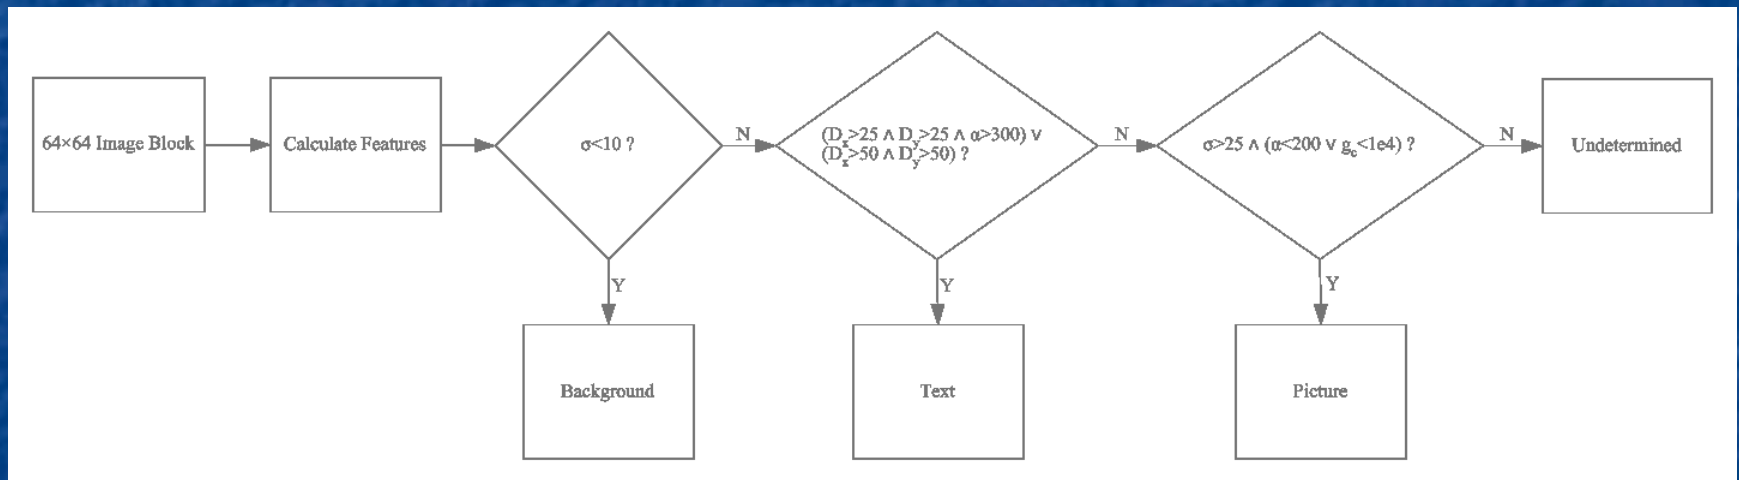 64×64 Image Block
Calculate Features
σ<10 ?
N
(Dx>25 ∧ Dy>25 ∧ α>300) ∨
(Dx>50 ∧ Dy>50) ?
N
σ>25 ∧ (α<200 ∨ gc<1e4) ?
N
Undetermined
Y
Y
Y
Background
Text
Picture